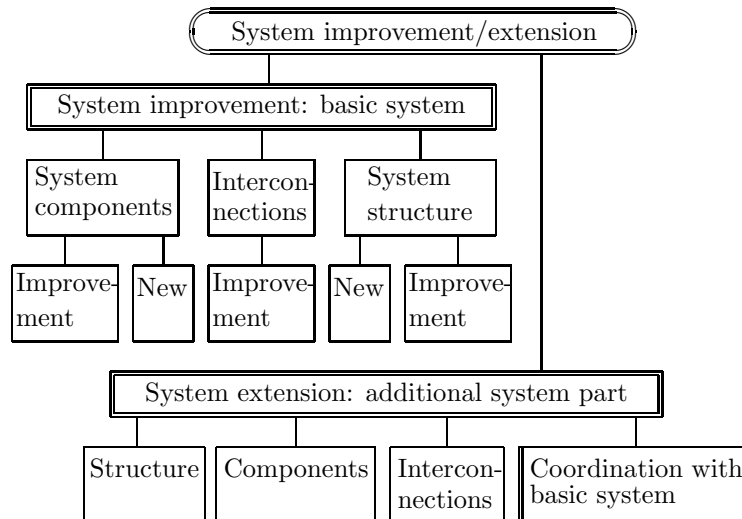 System improvement/extension
System improvement: basic system
System
components
Intercon-
nections
System
structure
Improve-
ment
New
Improve-
ment
New
Improve-
ment
System extension: additional system part
Structure
Components
Intercon-
nections
Coordination with
basic system